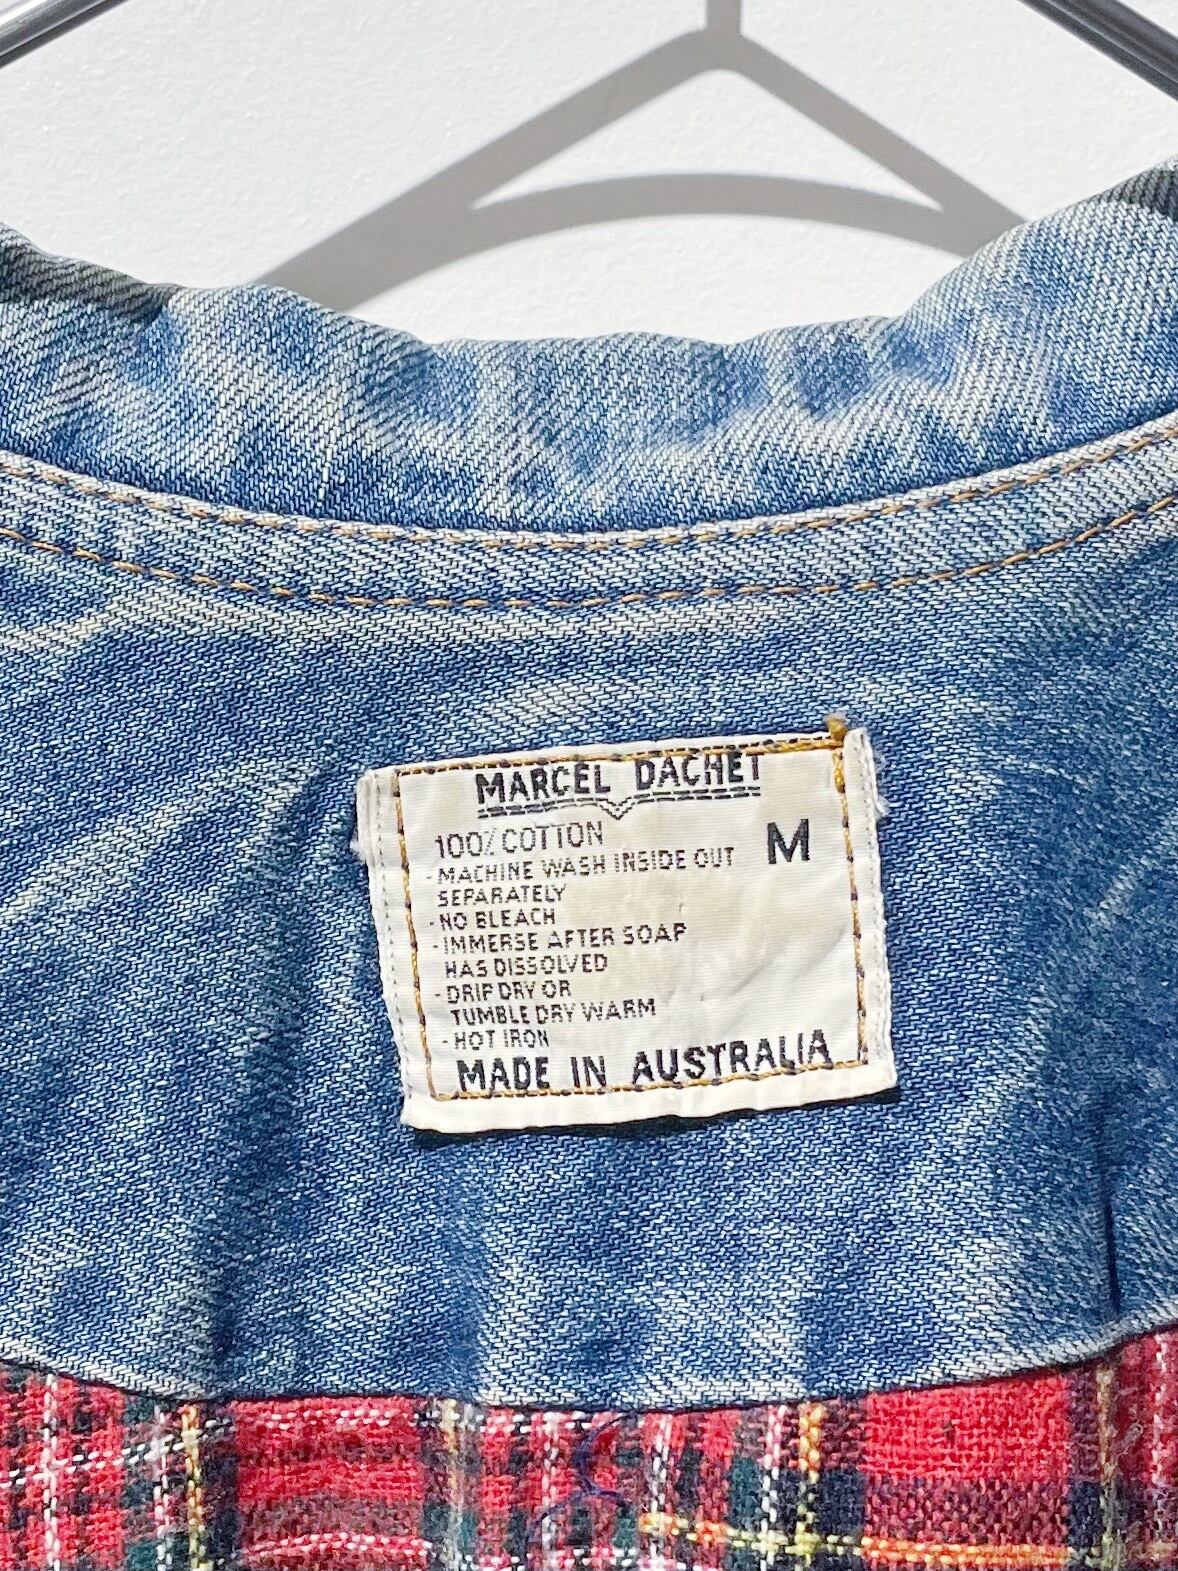 MARCEL DACHET
100% COTTON M
- MACHINE WASH INSIDE OUT
SEPARATELY
- NO BLEACH
- IMMERSE AFTER SOAP
HAS DISSOLVED
- DRIP DRY OR
TUMBLE DRY WARM
- HOT IRON
MADE IN AUSTRALIA